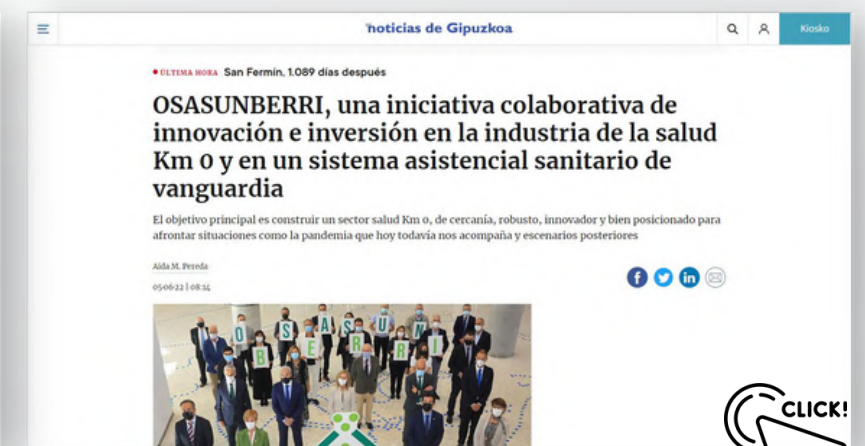 noticias de Gipuzkoa
Kiosko
ÚLTIMA HORA San Fermín, 1.089 días después
OSASUNBERRI, una iniciativa colaborativa de
innovación e inversión en la industria de la salud
Km 0 y en un sistema asistencial sanitario de
vanguardia
El objetivo principal es construir un sector salud Km 0, de cercanía, robusto, innovador y bien posicionado para
afrontar situaciones como la pandemia que hoy todavía nos acompaña y escenarios posteriores
Aida M. Pereda
05·06·22 | 08:14
f in
OSASUN
BERRI
CLICK!